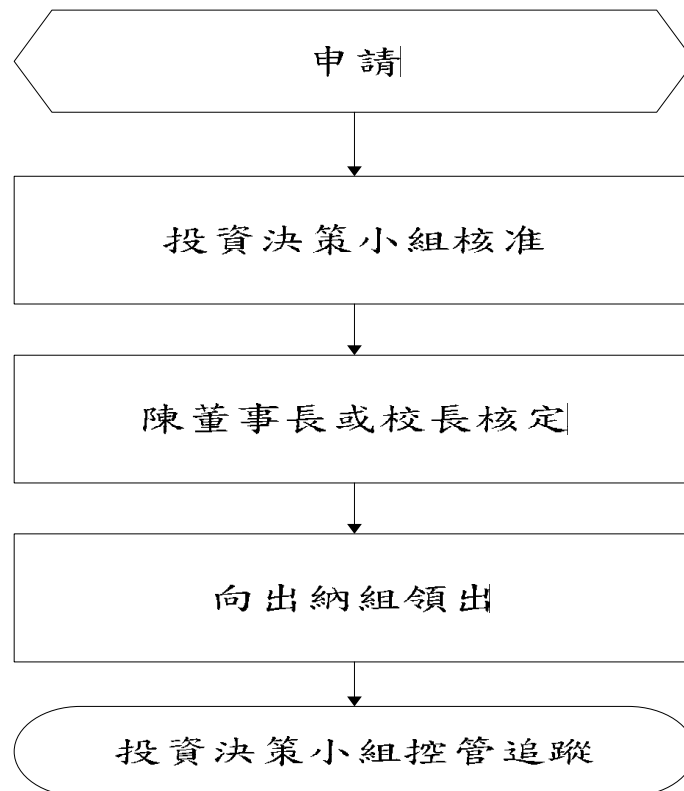 申請
投資決策小組核准
陳董事長或校長核定
向出納組領出
投資決策小組控管追蹤